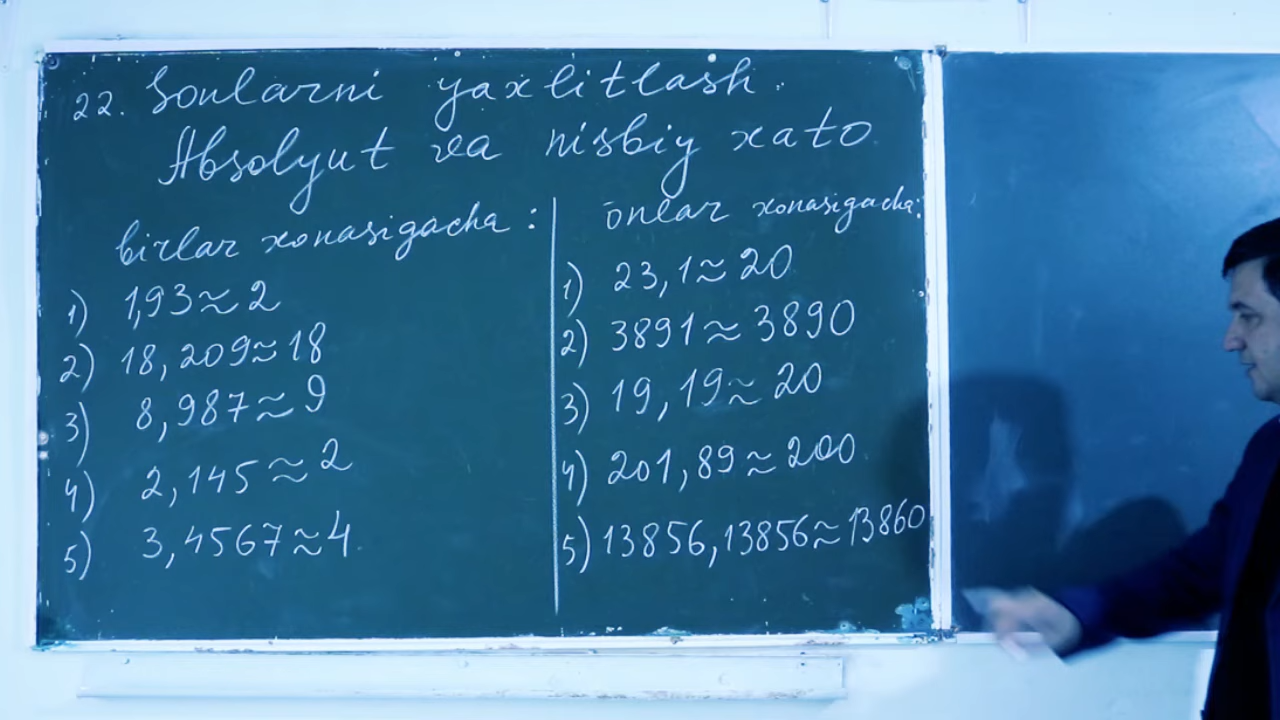 22. Sonlarni yaxlitlash.
Absolyut va nisbiy xato
birlar xonasigacha:
1) 1,93≈2
2) 18,209≈18
3) 8,987≈9
4) 2,145≈2
5) 3,4567≈4
onlar xonasigacha:
1) 23,1≈20
2) 3891≈3890
3) 19,19≈20
4) 201,89≈200
5) 13856,13856≈13860